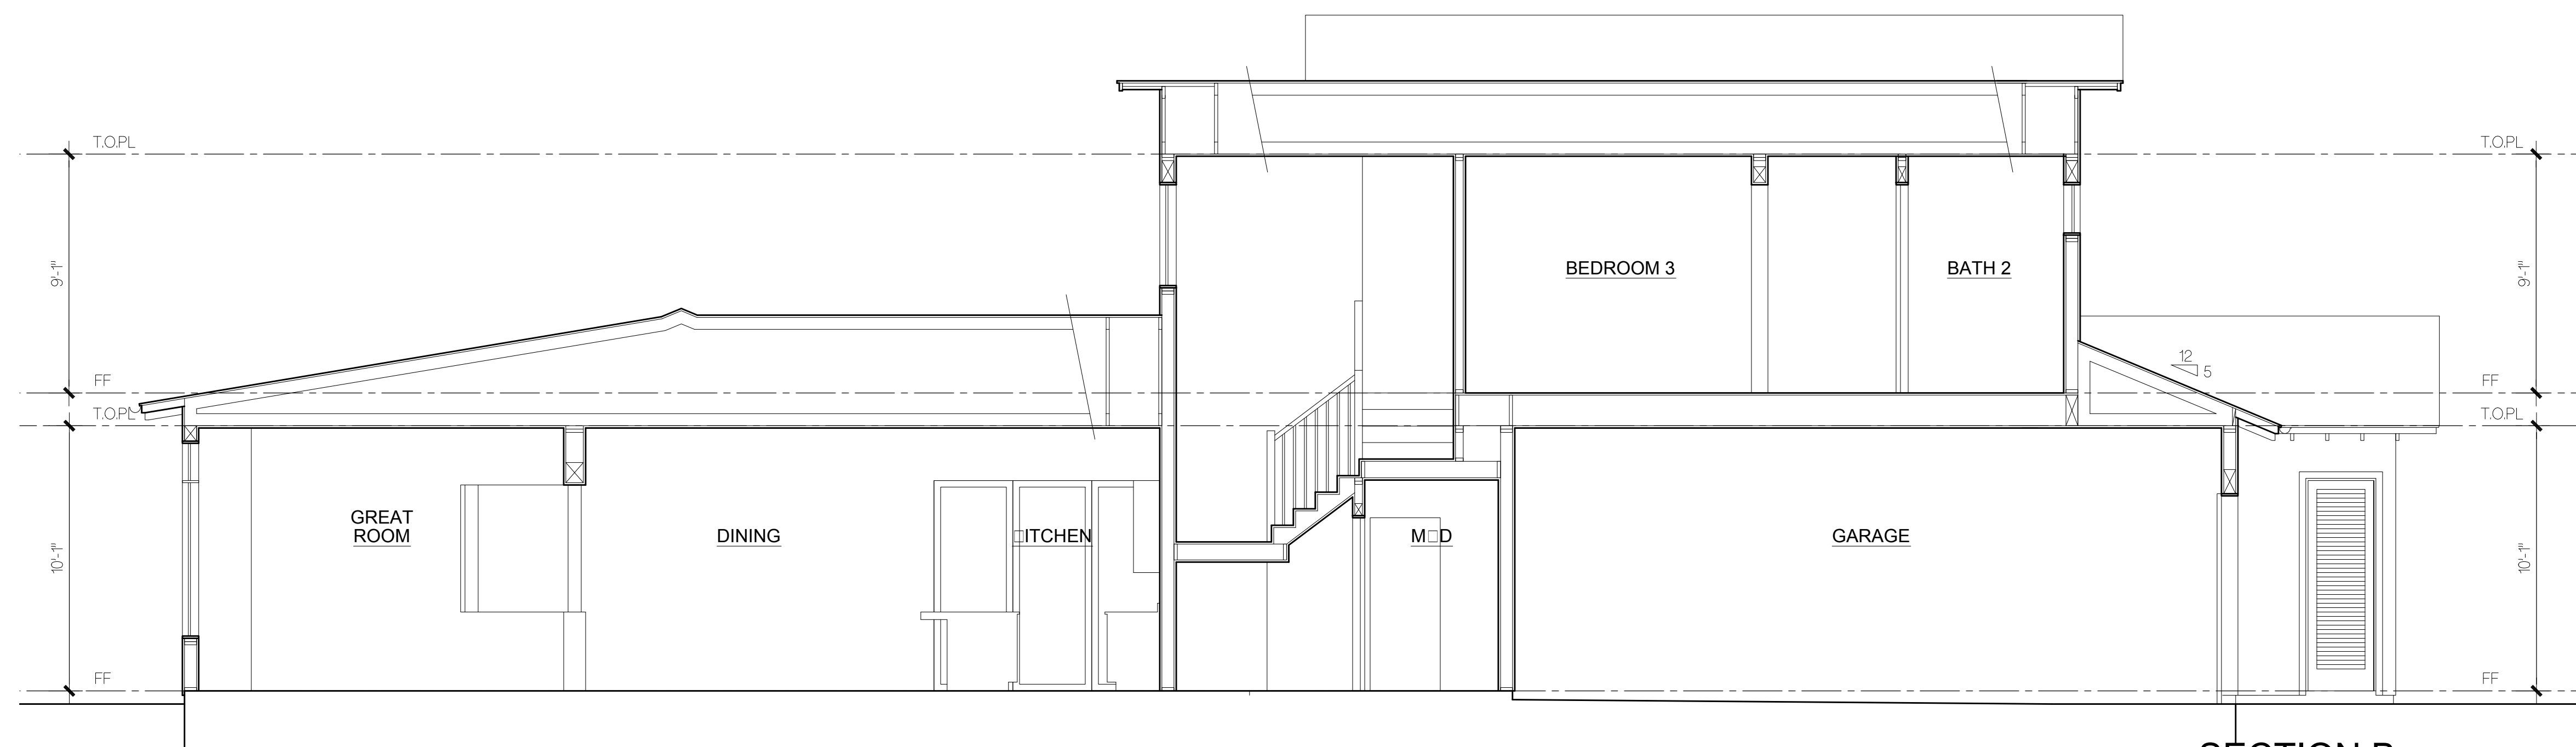 T.O.PL
T.O.PL
9'-1"
BEDROOM 3
BATH 2
9'-1"
12
5
FF
FF
T.O.PL
T.O.PL
GREAT
ROOM
DINING
□ITCHEN
M□D
GARAGE
10'-1"
10'-1"
FF
FF